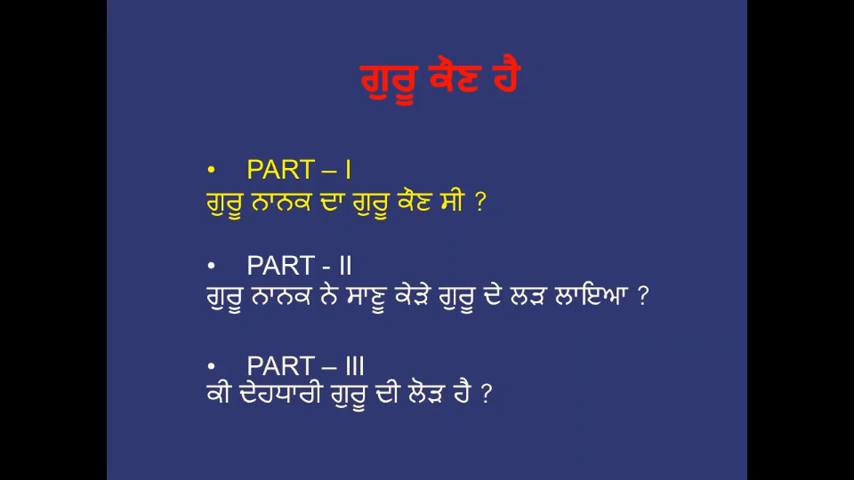 ਗੁਰੂ ਕੌਣ ਹੈ
• PART – I
ਗੁਰੂ ਨਾਨਕ ਦਾ ਗੁਰੂ ਕੌਣ ਸੀ ?
• PART - II
ਗੁਰੂ ਨਾਨਕ ਨੇ ਸਾਣੂ ਕੇੜੇ ਗੁਰੂ ਦੇ ਲੜ ਲਾਇਆ ?
• PART – III
ਕੀ ਦੇਹਧਾਰੀ ਗੁਰੂ ਦੀ ਲੋੜ ਹੈ ?